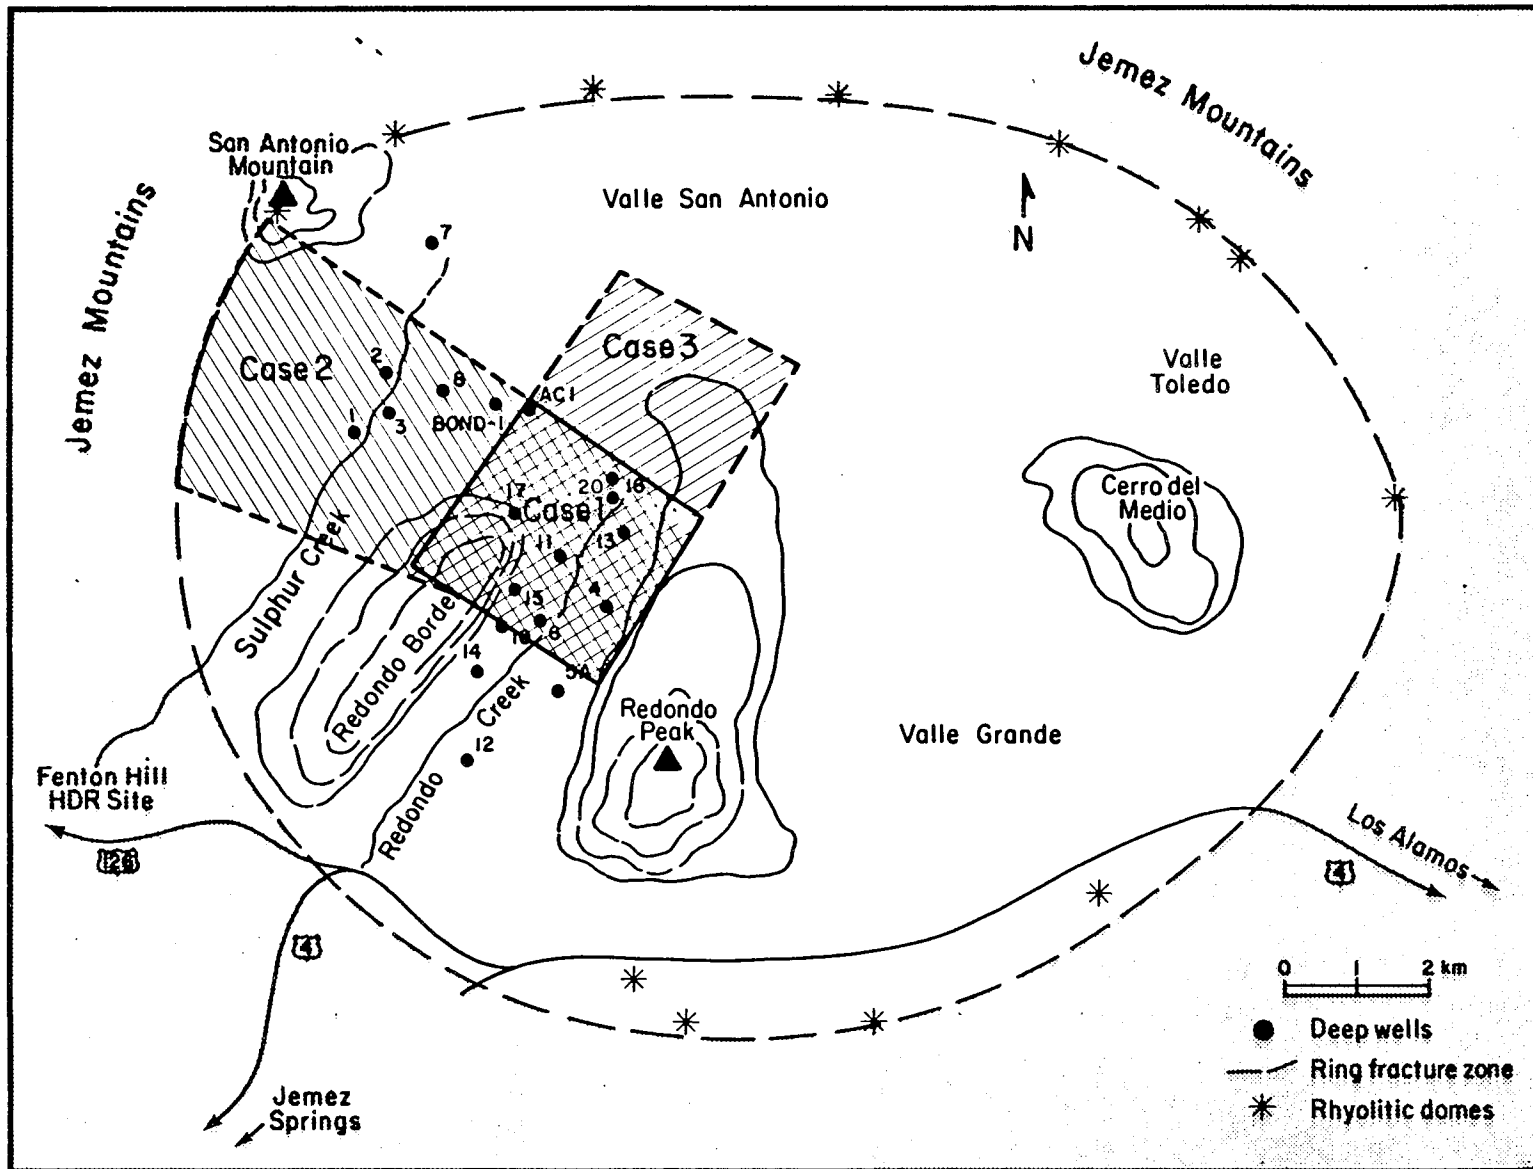 Jemez Mountains
San Antonio
Mountain
Valle San Antonio
N
Jemez Mountains
7
Case 3
Case 2
2
8
Valle
Toledo
AC1
1
3
BOND-1
20
16
17
Case 1
Cerro del
Medio
11
13
Sulphur Creek
15
4
Redondo Border
6
14
5A
Redondo
Peak
Redondo Creek
12
Valle Grande
Fenton Hill
HDR Site
126
Los Alamos
4
4
0 1 2 km
Deep wells
Ring fracture zone
Rhyolitic domes
Jemez
Springs